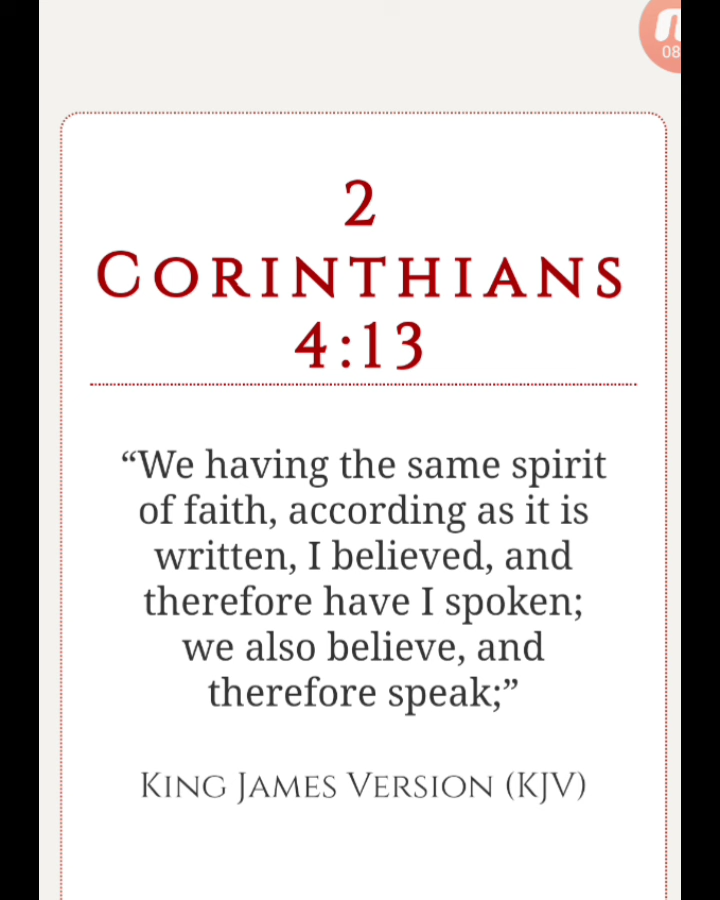 08
2
Corinthians
4:13
“We having the same spirit
of faith, according as it is
written, I believed, and
therefore have I spoken;
we also believe, and
therefore speak;”
King James Version (KJV)